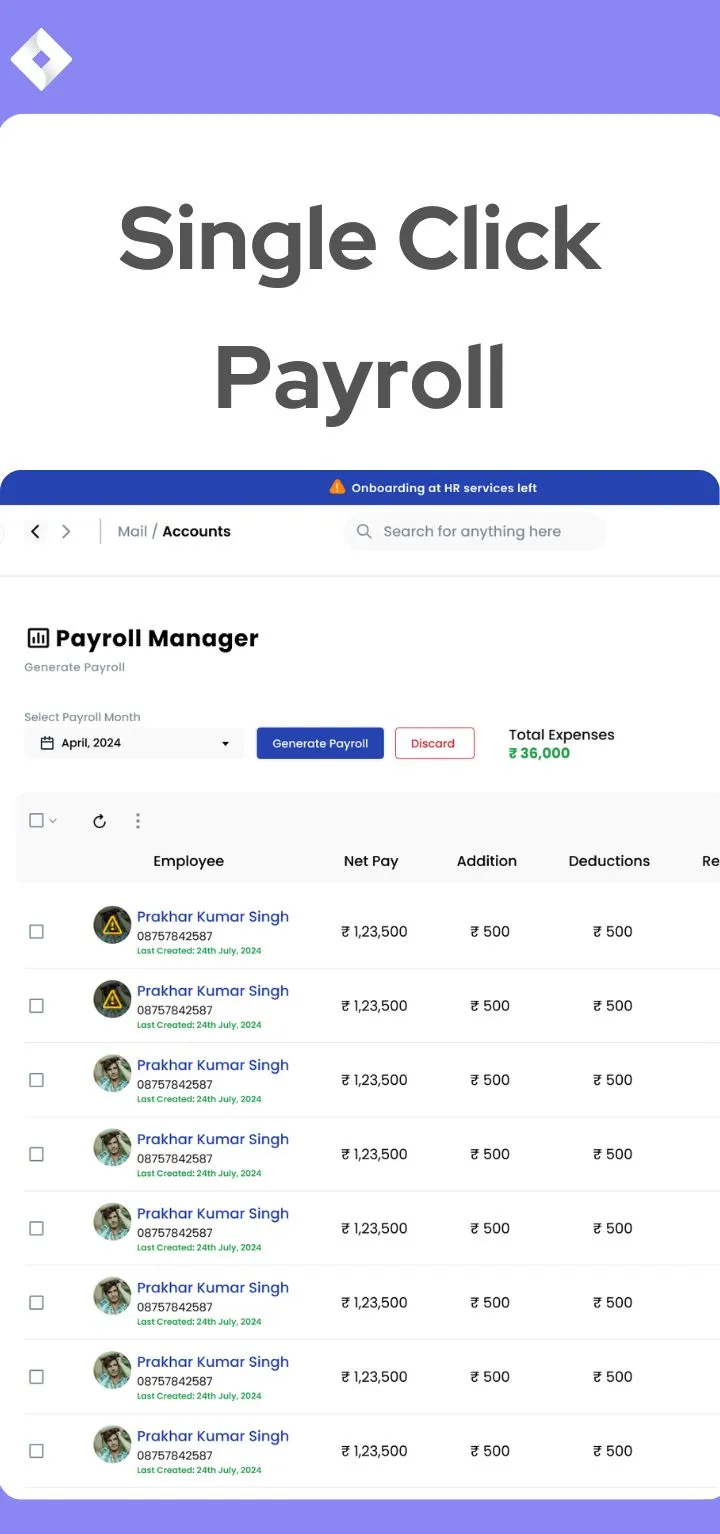 Single Click
Payroll
Onboarding at HR services left
Mail / Accounts
Search for anything here
Payroll Manager
Generate Payroll
Select Payroll Month
April, 2024
Generate Payroll
Discard
Total Expenses
₹ 36,000
Employee Net Pay Addition Deductions Re
Prakhar Kumar Singh
08757842587
Last Created: 24th July, 2024
₹ 1,23,500 ₹ 500 ₹ 500
Prakhar Kumar Singh
08757842587
Last Created: 24th July, 2024
₹ 1,23,500 ₹ 500 ₹ 500
Prakhar Kumar Singh
08757842587
Last Created: 24th July, 2024
₹ 1,23,500 ₹ 500 ₹ 500
Prakhar Kumar Singh
08757842587
Last Created: 24th July, 2024
₹ 1,23,500 ₹ 500 ₹ 500
Prakhar Kumar Singh
08757842587
Last Created: 24th July, 2024
₹ 1,23,500 ₹ 500 ₹ 500
Prakhar Kumar Singh
08757842587
Last Created: 24th July, 2024
₹ 1,23,500 ₹ 500 ₹ 500
Prakhar Kumar Singh
08757842587
Last Created: 24th July, 2024
₹ 1,23,500 ₹ 500 ₹ 500
Prakhar Kumar Singh
08757842587
Last Created: 24th July, 2024
₹ 1,23,500 ₹ 500 ₹ 500